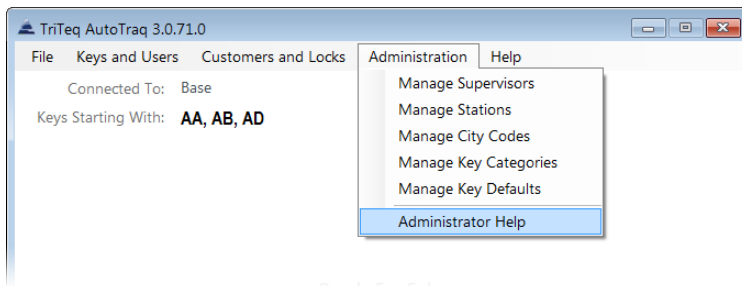 TriTeq AutoTraq 3.0.71.0
File Keys and Users Customers and Locks Administration Help
Connected To: Base
Keys Starting With: AA, AB, AD
Manage Supervisors
Manage Stations
Manage City Codes
Manage Key Categories
Manage Key Defaults
Administrator Help